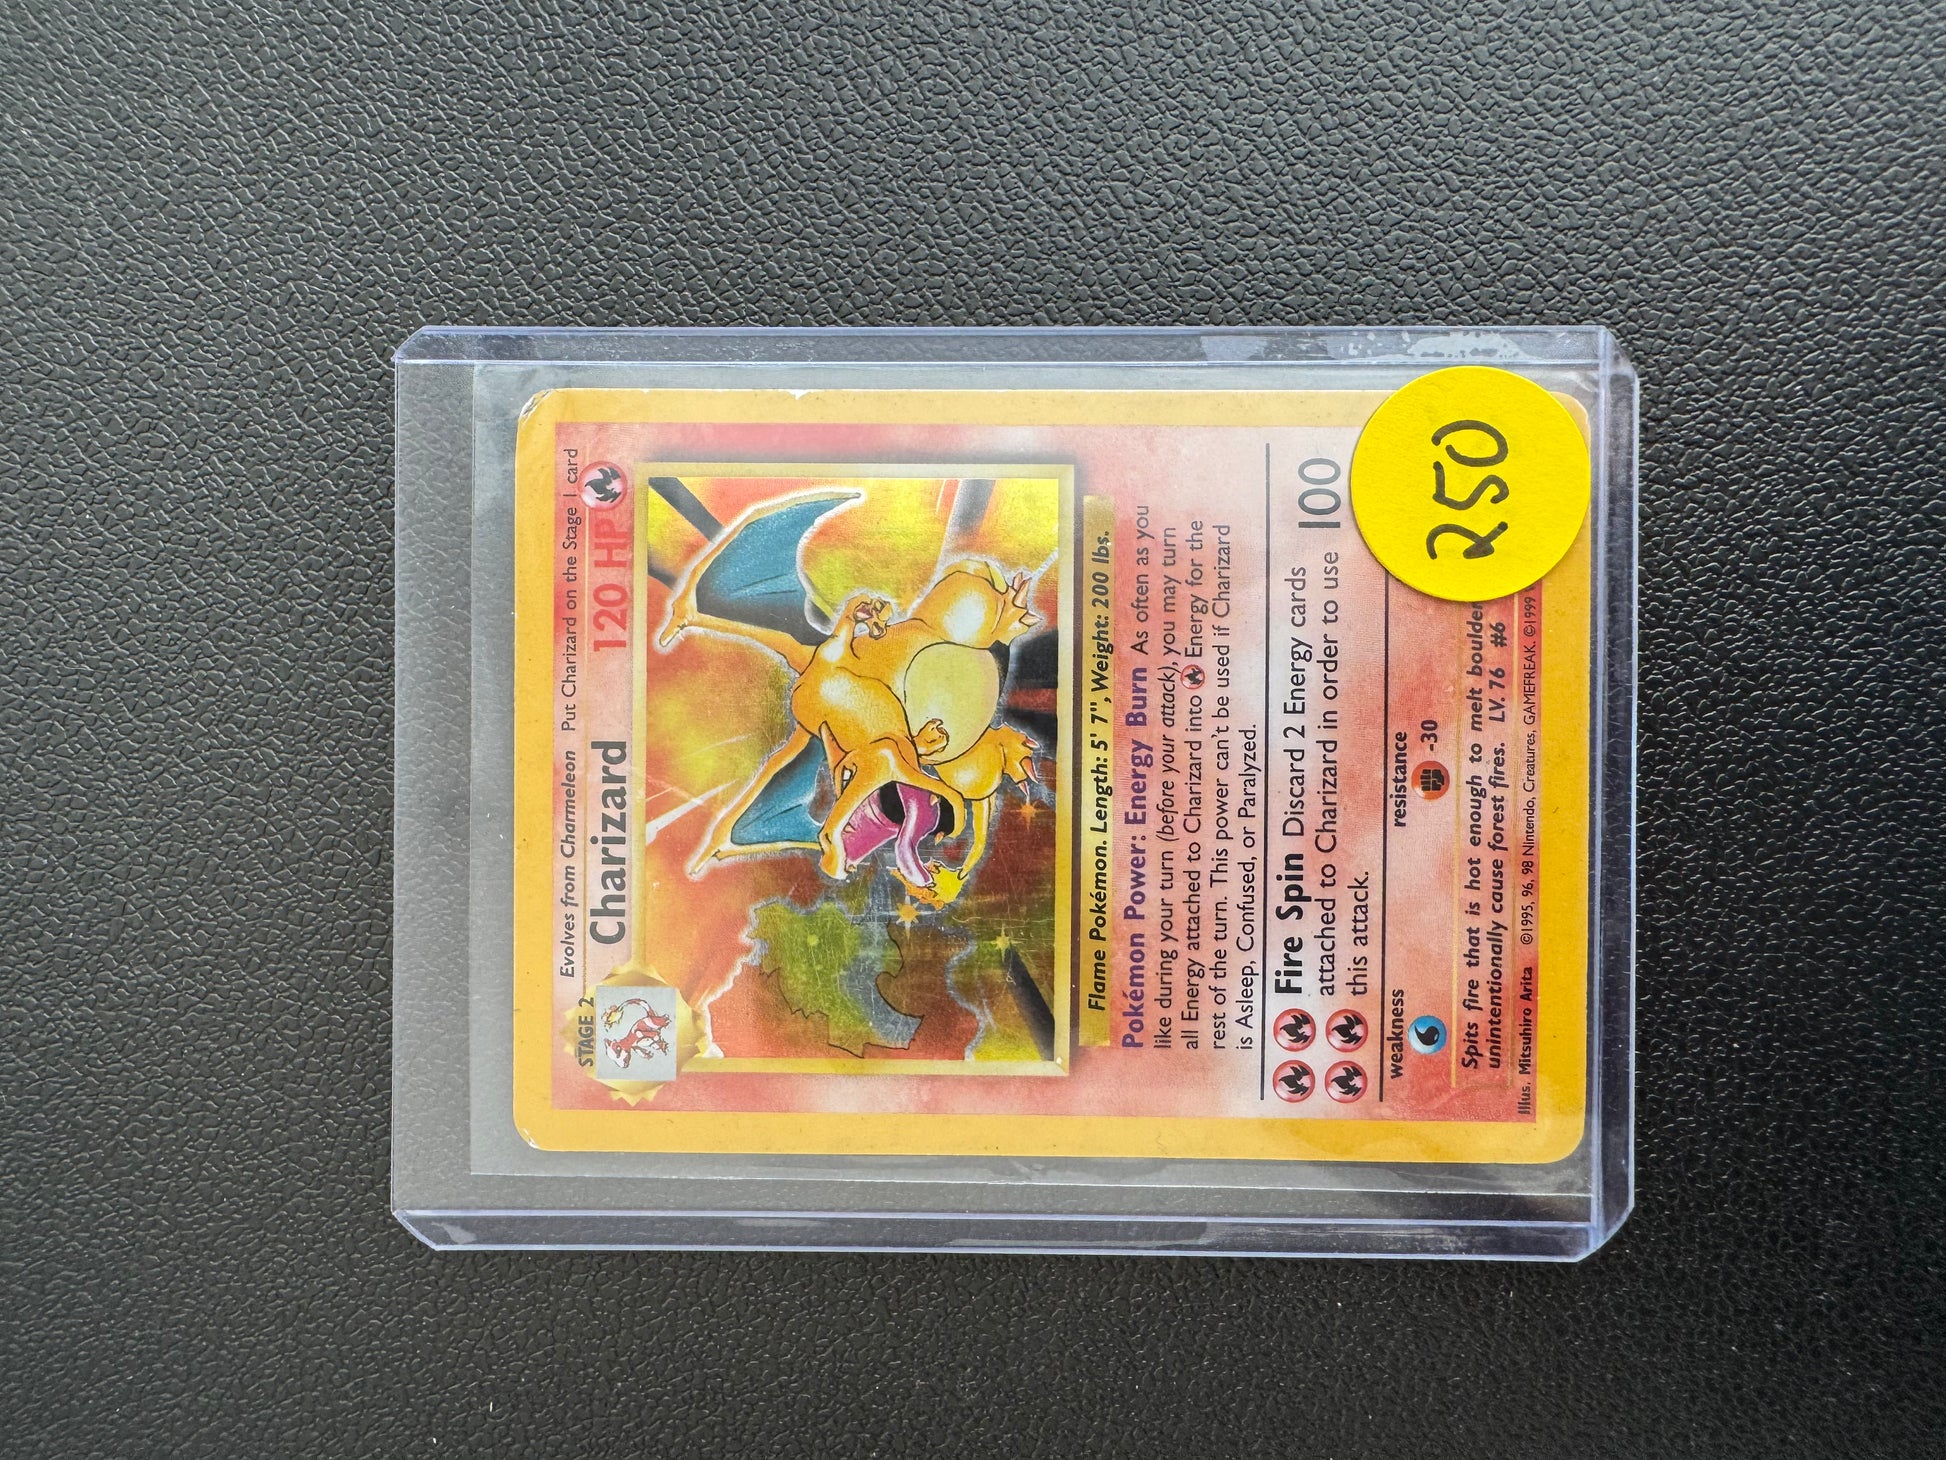 Evolves from Charmeleon Put Charizard on the Stage 1 card
STAGE 2
Charizard 120 HP
Flame Pokémon. Length: 5' 7", Weight: 200 lbs.
Pokémon Power: Energy Burn As often as you
like during your turn (before your attack), you may turn
all Energy attached to Charizard into Energy for the
rest of the turn. This power can't be used if Charizard
is Asleep, Confused, or Paralyzed.
Fire Spin Discard 2 Energy cards
attached to Charizard in order to use 100
this attack.
weakness resistance
-30
Spits fire that is hot enough to melt boulder
unintentionally cause forest fires. LV. 76 #6
Illus. Mitsuhiro Arita ©1995, 96, 98 Nintendo, Creatures, GAMEFREAK. ©1999
250